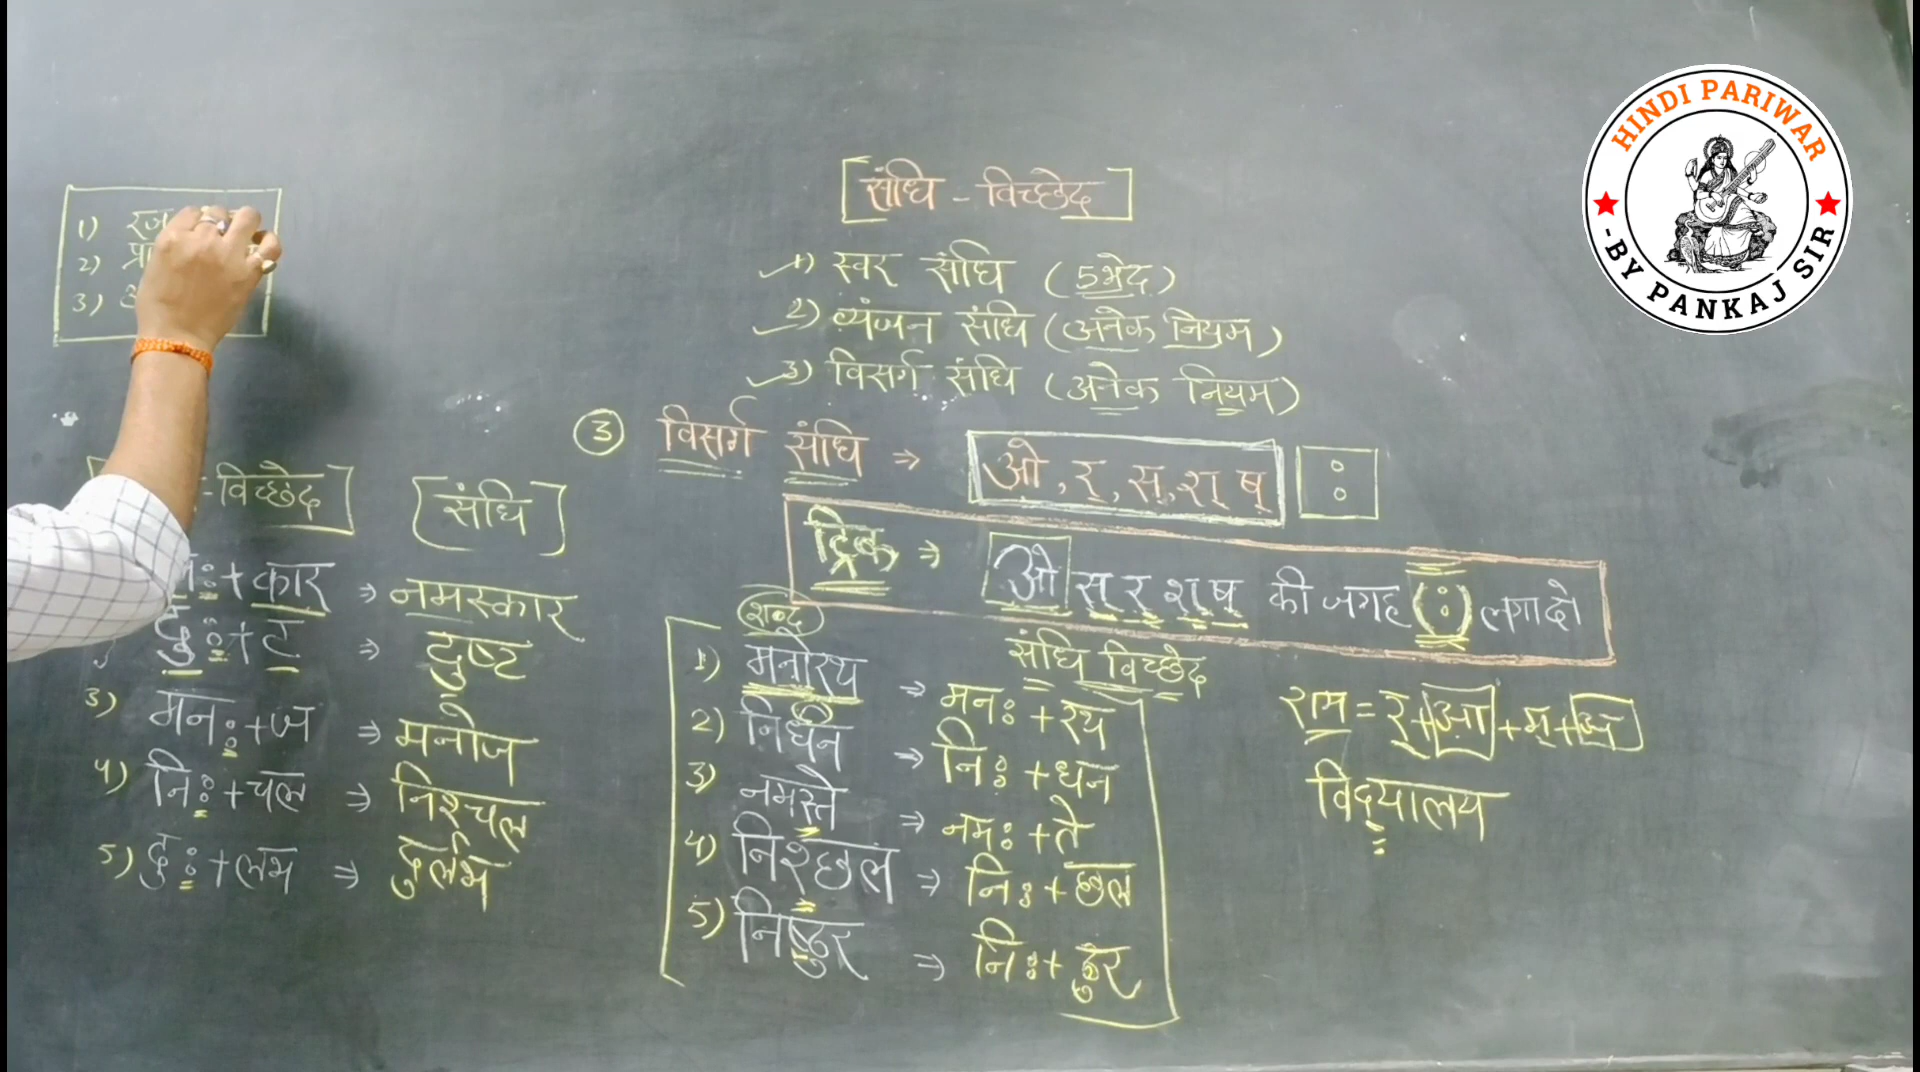 HINDI PARIWAR
-BY PANKAJ SIR
[संधि - विच्छेद]
1) स्वर संधि (5 भेद)
2) व्यंजन संधि (अनेक नियम)
3) विसर्ग संधि (अनेक नियम)
1)
2)
3)
③ विसर्ग संधि ⇒ ओ, र्, स्, श् ष् :
ट्रिक ⇒ ओ स् र् श् ष् की जगह (:) लगा दो
-विच्छेद] [संधि]
: + कार ⇒ नमस्कार
दुः + ट ⇒ दुष्ट
3) मनः + ज ⇒ मनोज
4) निः + चल ⇒ निश्चल
5) दुः + लभ ⇒ दुर्लभ
शब्द संधि विच्छेद
1) मनोरथ ⇒ मनः + रथ
2) निर्धन ⇒ निः + धन
3) नमस्ते ⇒ नमः + ते
4) निश्छल ⇒ निः + छल
5) निष्ठुर ⇒ निः + ठुर
राम = र् + आ + म् + अ
विद्यालय